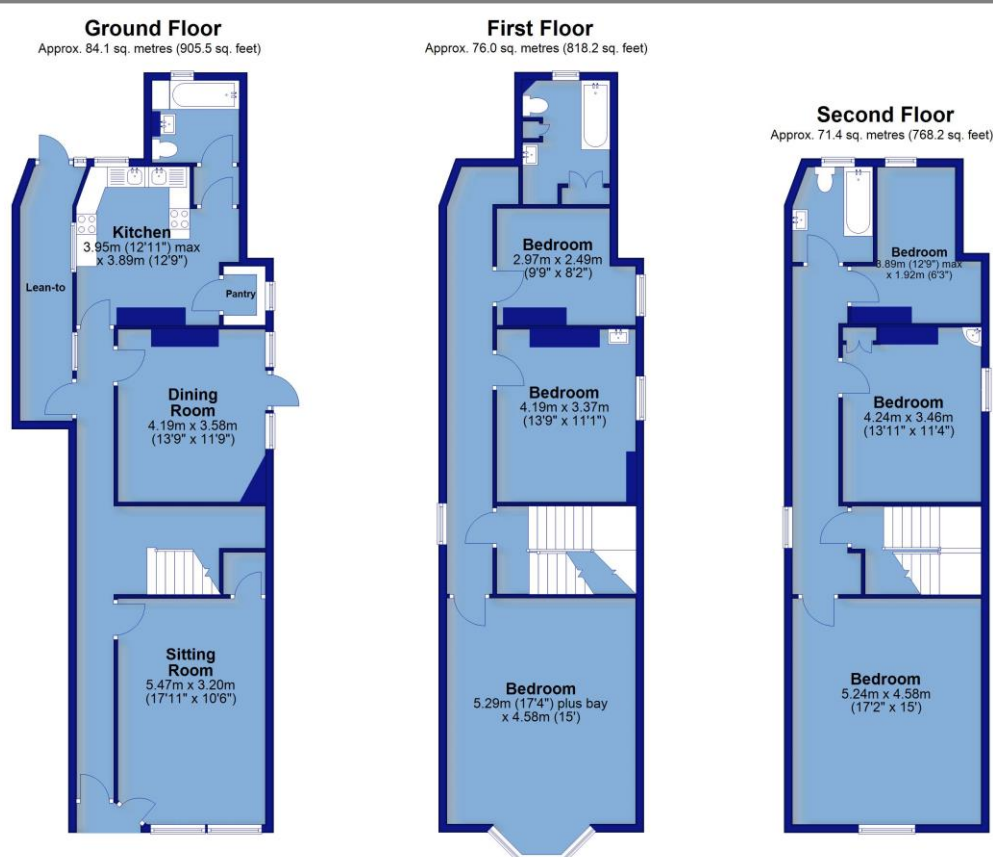 Ground Floor
Approx. 84.1 sq. metres (905.5 sq. feet)
Kitchen
3.95m (12'11") max
x 3.89m (12'9")
Lean-to
Pantry
Dining
Room
4.19m x 3.58m
(13'9" x 11'9")
Sitting
Room
5.47m x 3.20m
(17'11" x 10'6")
First Floor
Approx. 76.0 sq. metres (818.2 sq. feet)
Bedroom
2.97m x 2.49m
(9'9" x 8'2")
Bedroom
4.19m x 3.37m
(13'9" x 11'1")
Bedroom
5.29m (17'4") plus bay
x 4.58m (15')
Second Floor
Approx. 71.4 sq. metres (768.2 sq. feet)
Bedroom
3.89m (12'9") max
x 1.92m (6'3")
Bedroom
4.24m x 3.46m
(13'11" x 11'4")
Bedroom
5.24m x 4.58m
(17'2" x 15')